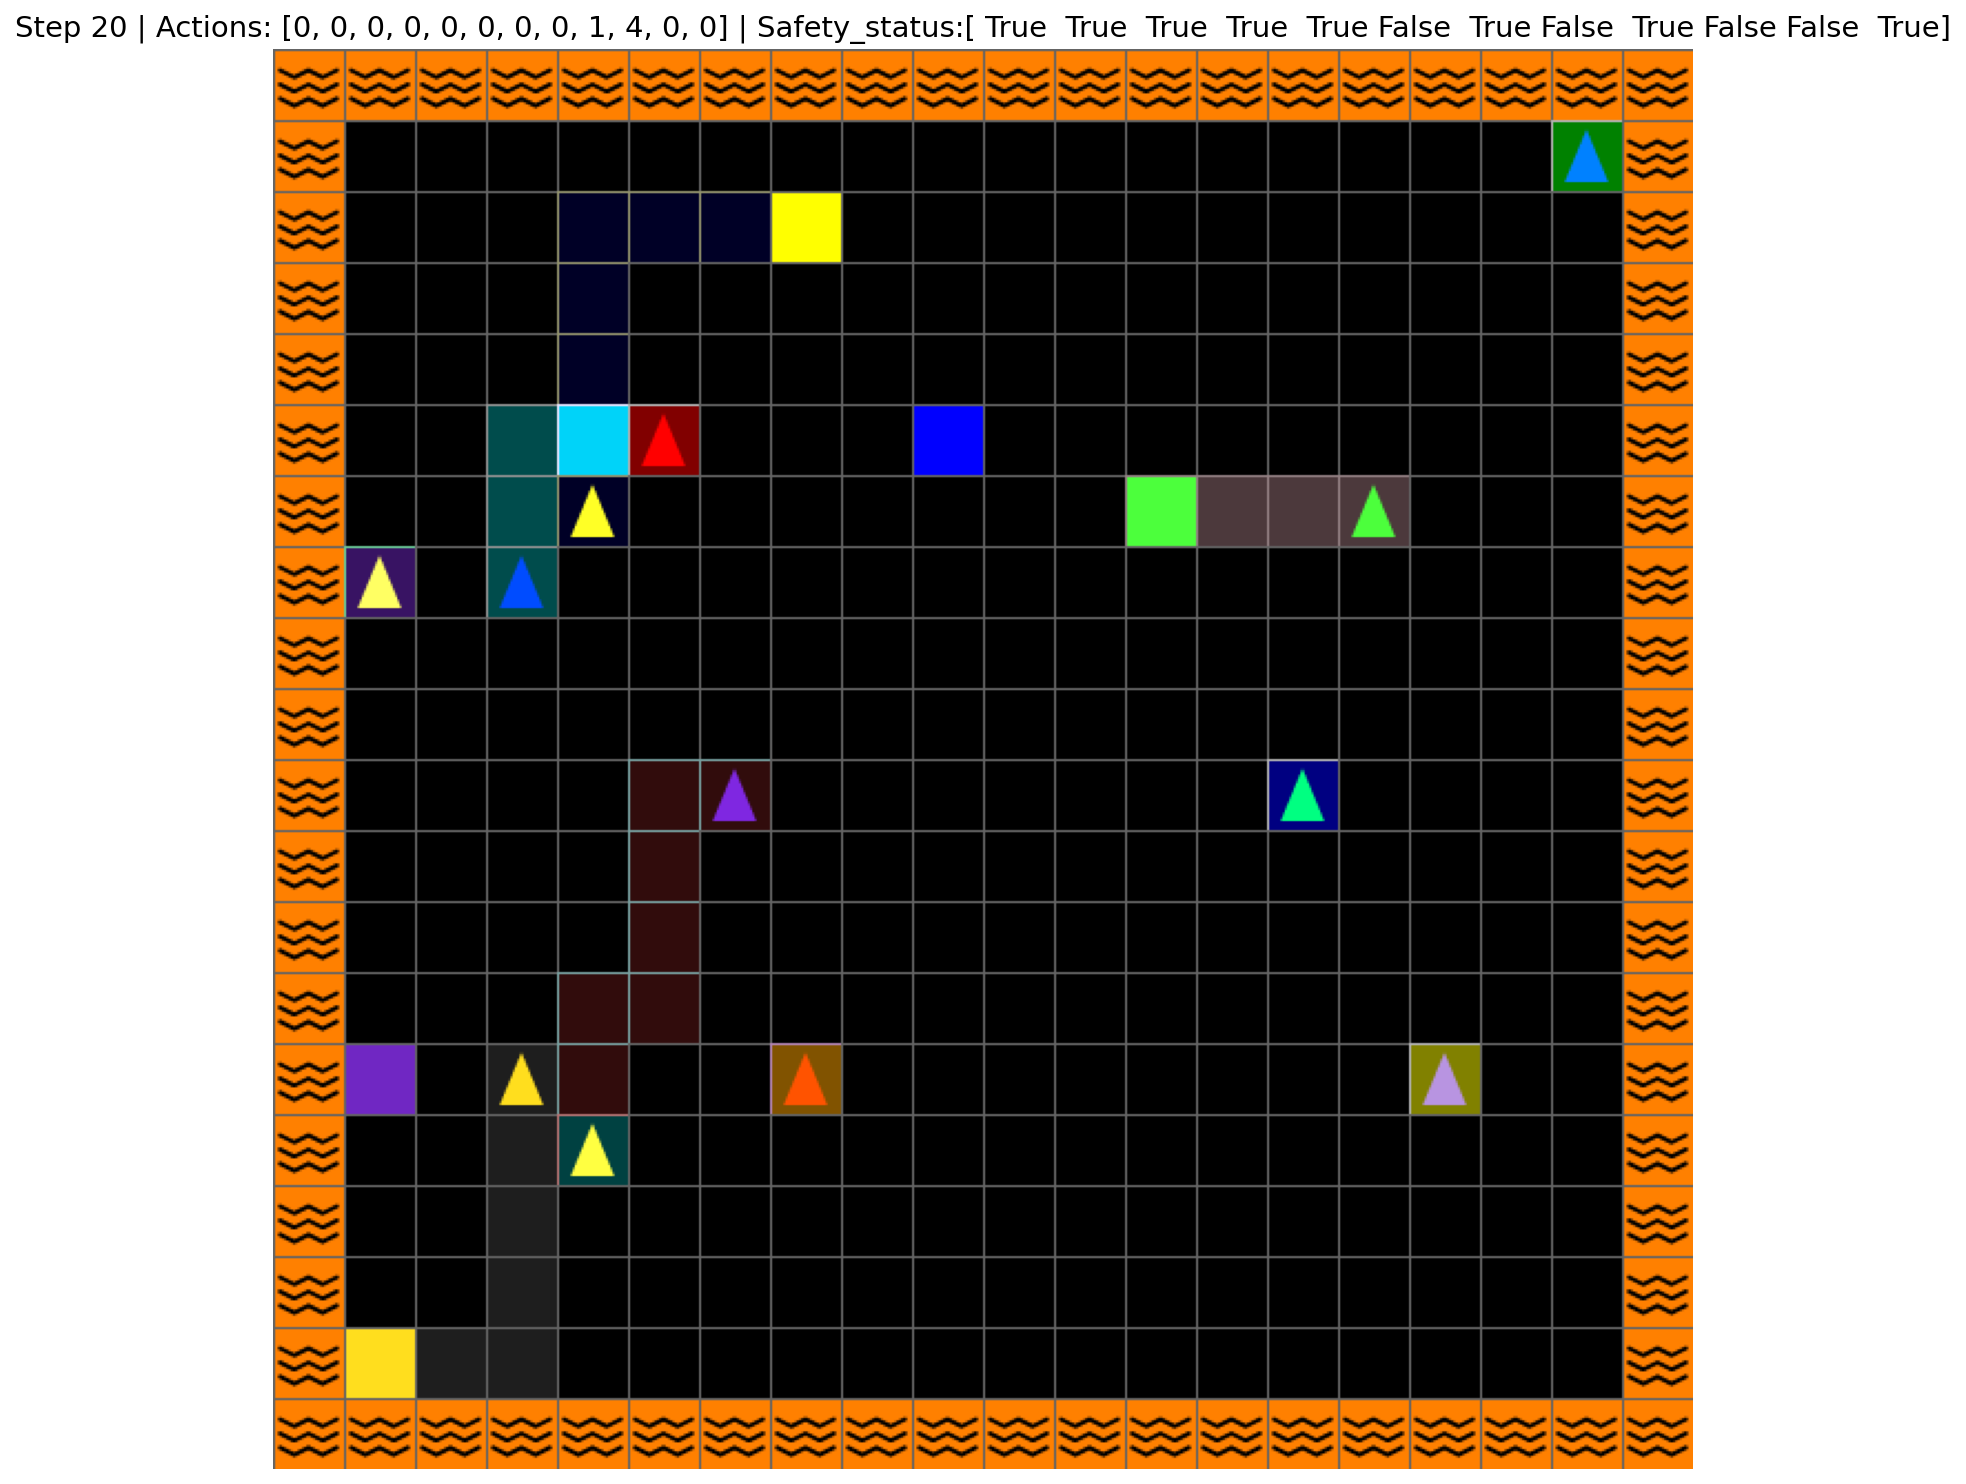 Step 20 | Actions: [0, 0, 0, 0, 0, 0, 0, 0, 1, 4, 0, 0] | Safety_status:[ True  True  True  True  True False  True False  True False False  True]